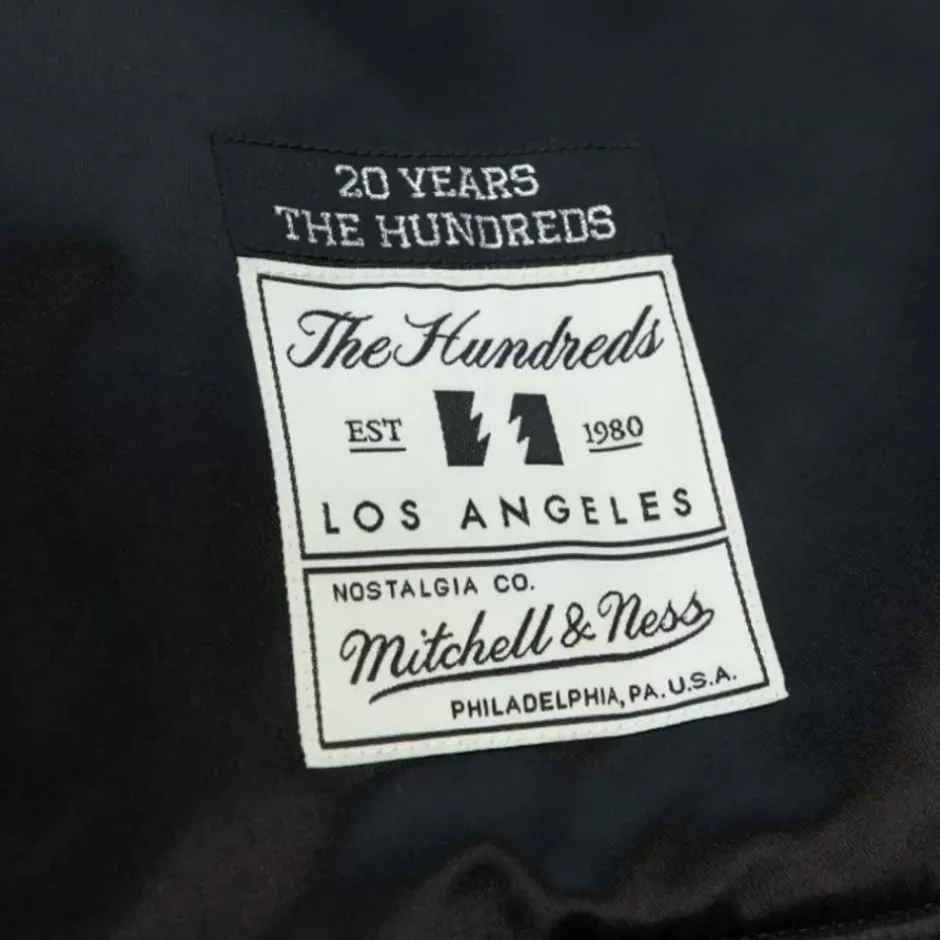 20 YEARS
THE HUNDREDS
The Hundreds
EST 1980
LOS ANGELES
NOSTALGIA CO.
Mitchell & Ness
PHILADELPHIA, PA. U.S.A.